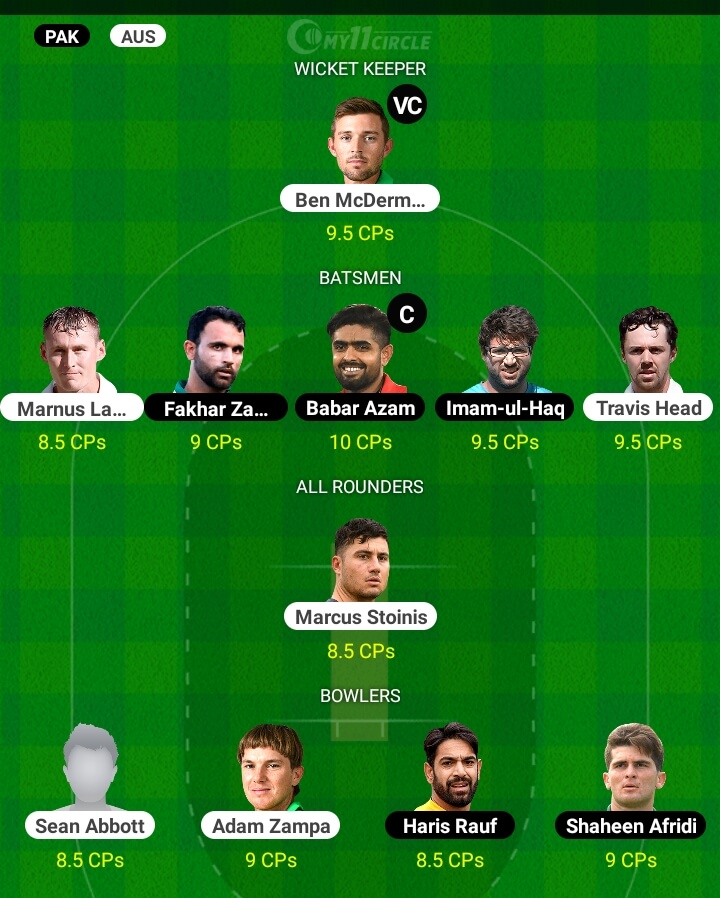 PAK AUS
MY11CIRCLE
WICKET KEEPER
VC
Ben McDerm...
9.5 CPs
BATSMEN
C
Marnus La... Fakhar Za... Babar Azam Imam-ul-Haq Travis Head
8.5 CPs 9 CPs 10 CPs 9.5 CPs 9.5 CPs
ALL ROUNDERS
Marcus Stoinis
8.5 CPs
BOWLERS
Sean Abbott Adam Zampa Haris Rauf Shaheen Afridi
8.5 CPs 9 CPs 8.5 CPs 9 CPs